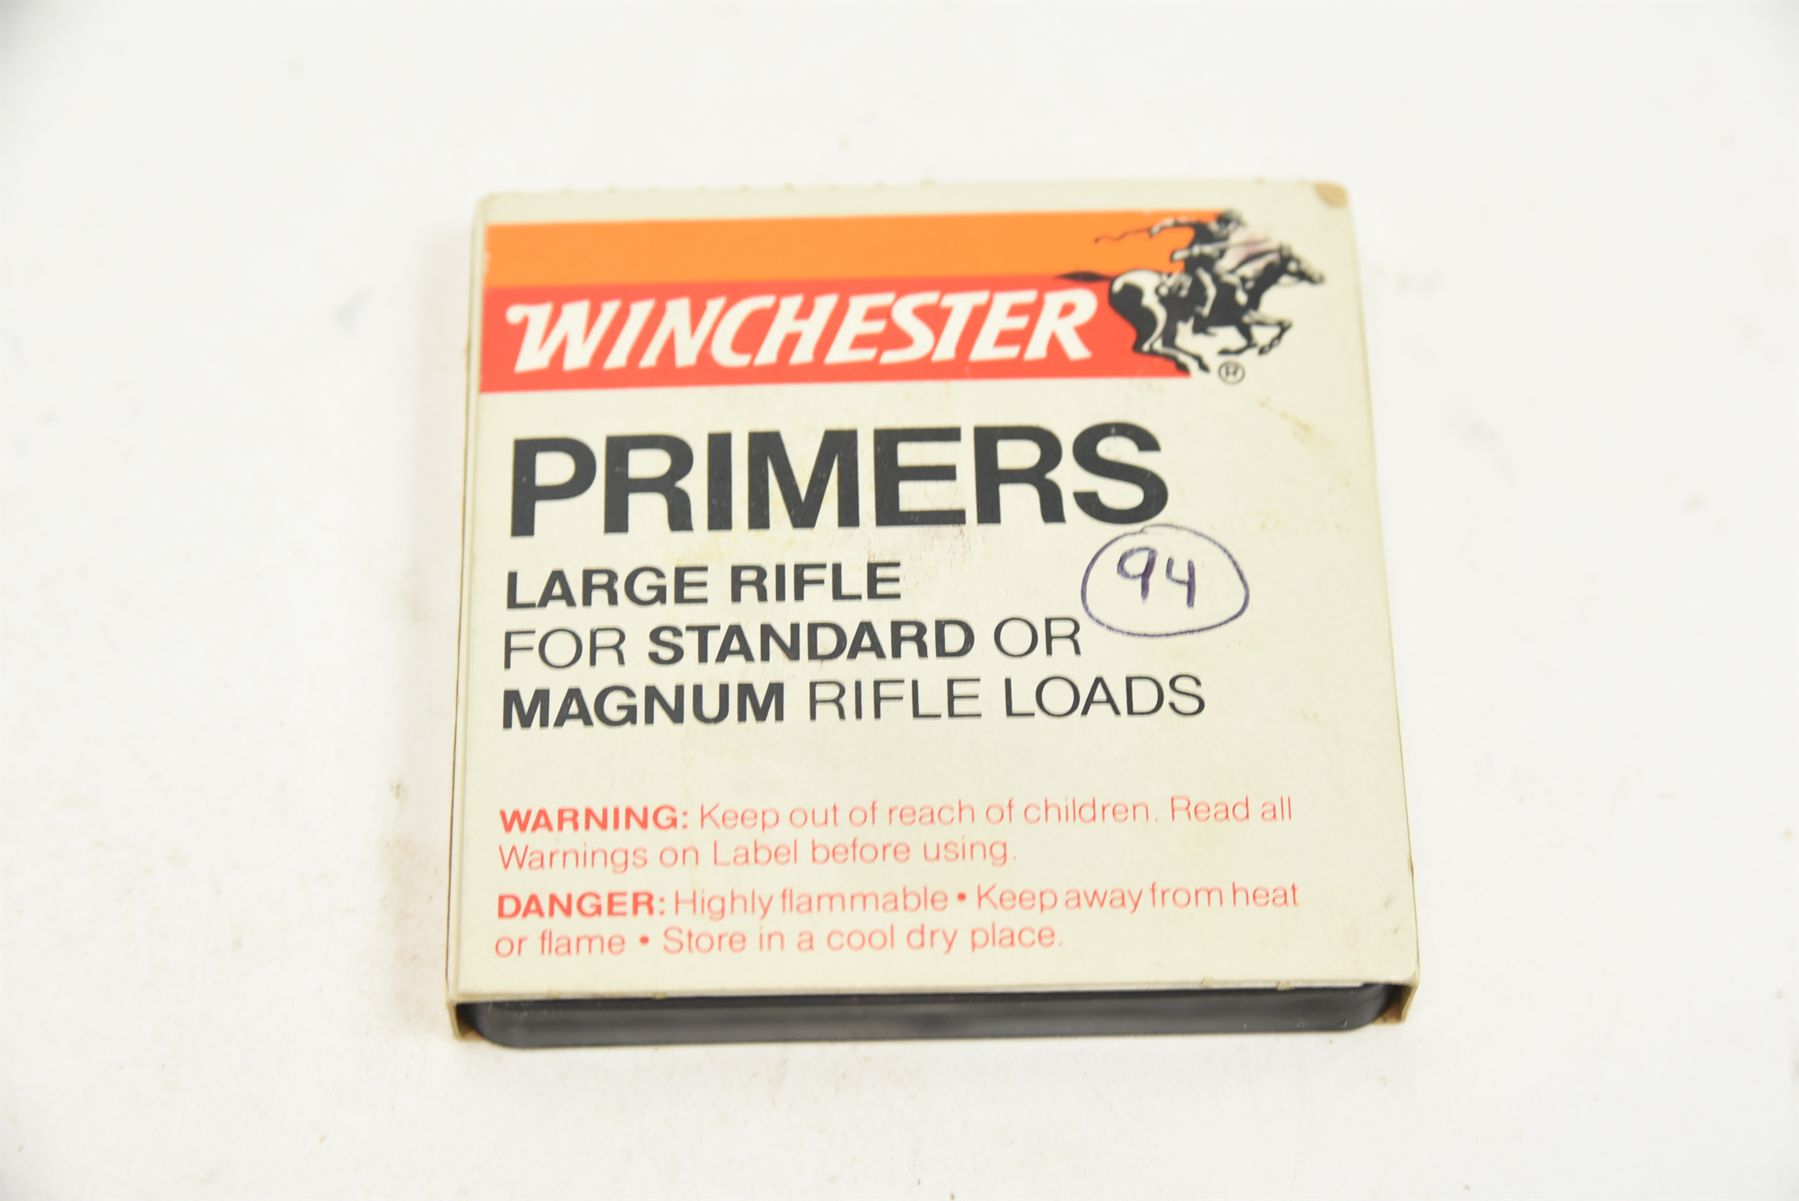 WINCHESTER
®
PRIMERS
94
LARGE RIFLE
FOR STANDARD OR
MAGNUM RIFLE LOADS
WARNING: Keep out of reach of children. Read all
Warnings on Label before using.
DANGER: Highly flammable • Keep away from heat
or flame • Store in a cool dry place.